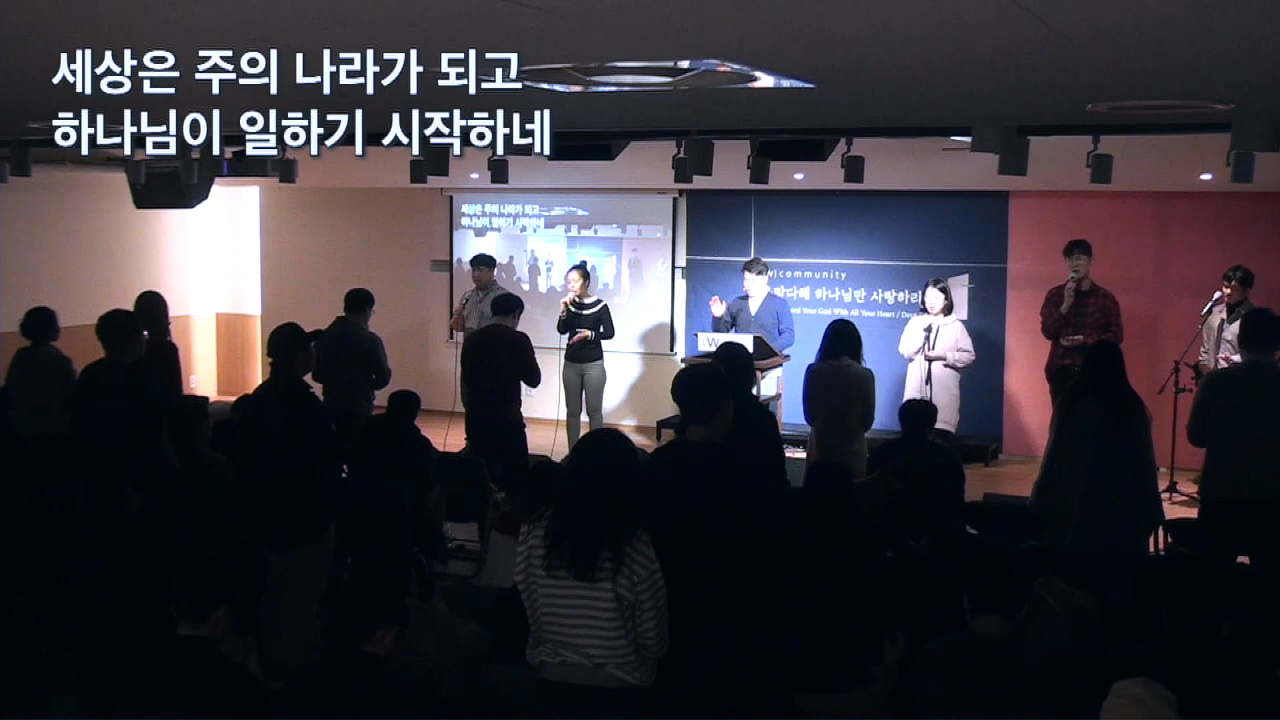 세상은 주의 나라가 되고
하나님이 일하기 시작하네
세상은 주의 나라가 되고
하나님이 일하기 시작하네
community
하나님만 사랑하리
Your God With All Your Heart /
W